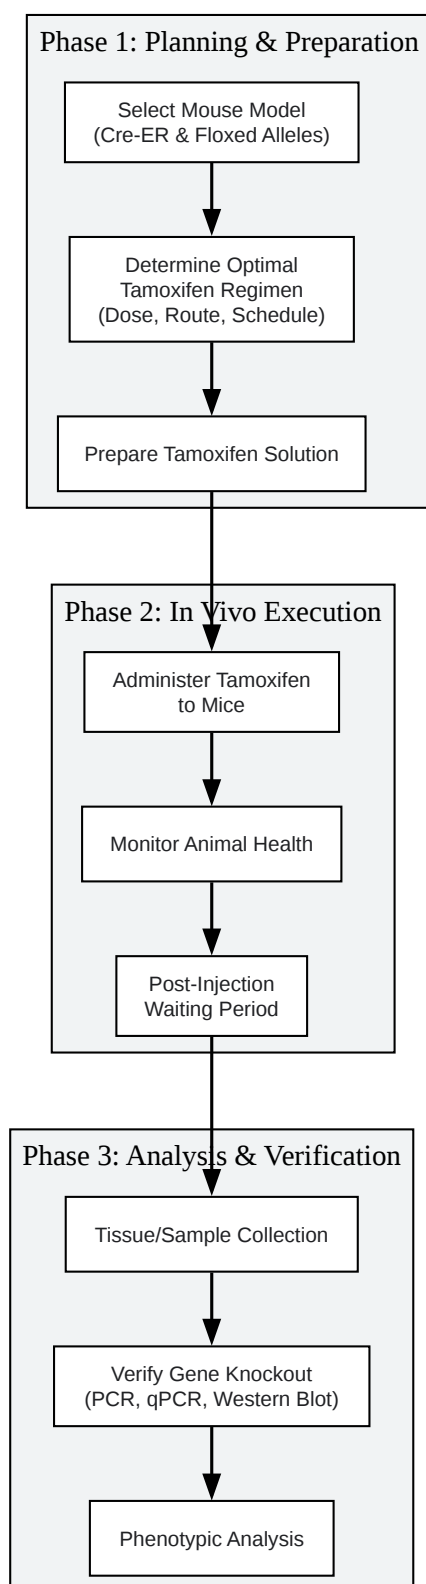 Phase 1: Planning & Preparation
Select Mouse Model
(Cre-ER & Floxed Alleles)
Determine Optimal
Tamoxifen Regimen
(Dose, Route, Schedule)
Prepare Tamoxifen Solution
Phase 2: In Vivo Execution
Administer Tamoxifen
to Mice
Monitor Animal Health
Post-Injection
Waiting Period
Phase 3: Analysis & Verification
Tissue/Sample Collection
Verify Gene Knockout
(PCR, qPCR, Western Blot)
Phenotypic Analysis